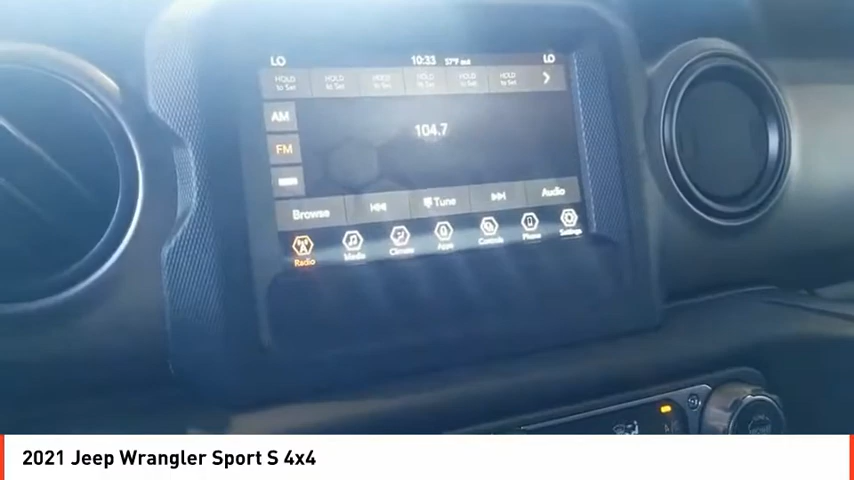 LO 10:33 57°F out LO
HOLD to Set HOLD to Set HOLD to Set HOLD to Set HOLD to Set HOLD to Set
AM
104.7
FM
Browse Tune Audio
Radio Media Climate Apps Controls Phone Settings
2021 Jeep Wrangler Sport S 4x4